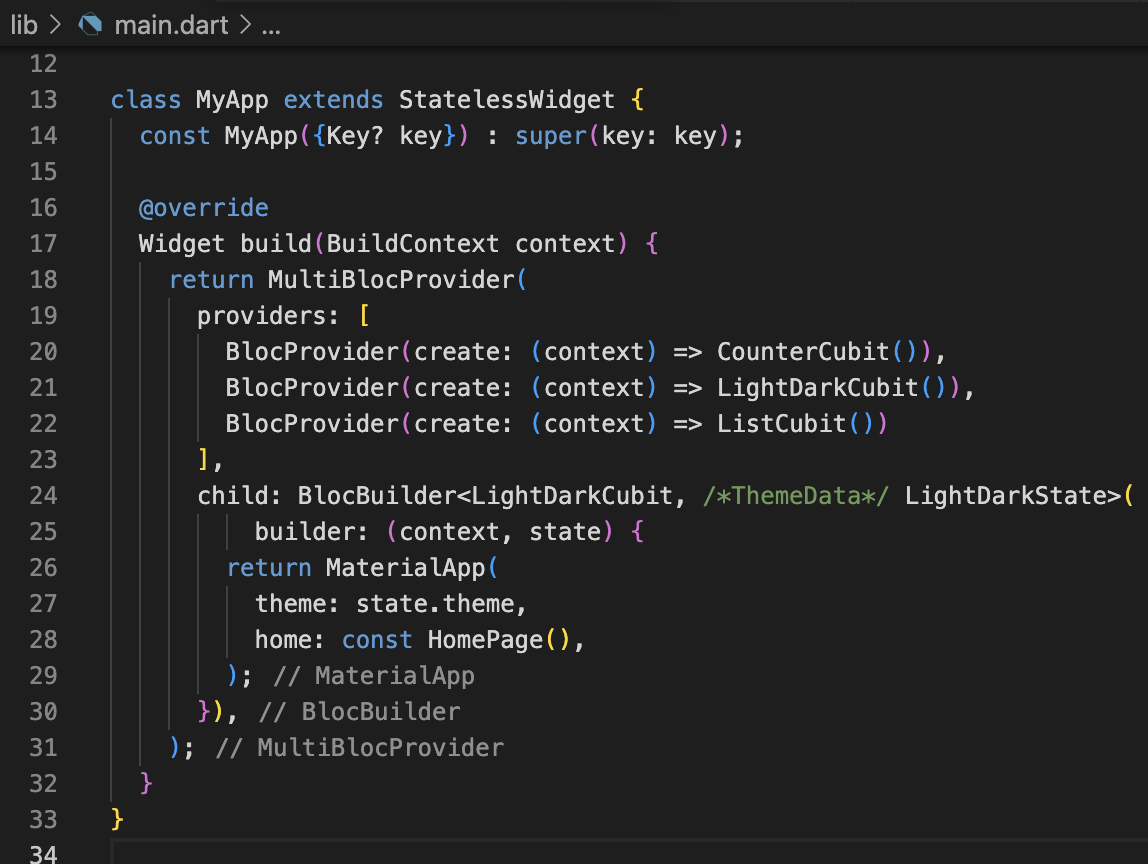 lib > main.dart > ...
12
13 class MyApp extends StatelessWidget {
14   const MyApp({Key? key}) : super(key: key);
15
16   @override
17   Widget build(BuildContext context) {
18     return MultiBlocProvider(
19       providers: [
20         BlocProvider(create: (context) => CounterCubit()),
21         BlocProvider(create: (context) => LightDarkCubit()),
22         BlocProvider(create: (context) => ListCubit())
23       ],
24       child: BlocBuilder<LightDarkCubit, /*ThemeData*/ LightDarkState>(
25           builder: (context, state) {
26         return MaterialApp(
27           theme: state.theme,
28           home: const HomePage(),
29         ); // MaterialApp
30       }), // BlocBuilder
31     ); // MultiBlocProvider
32   }
33 }
34